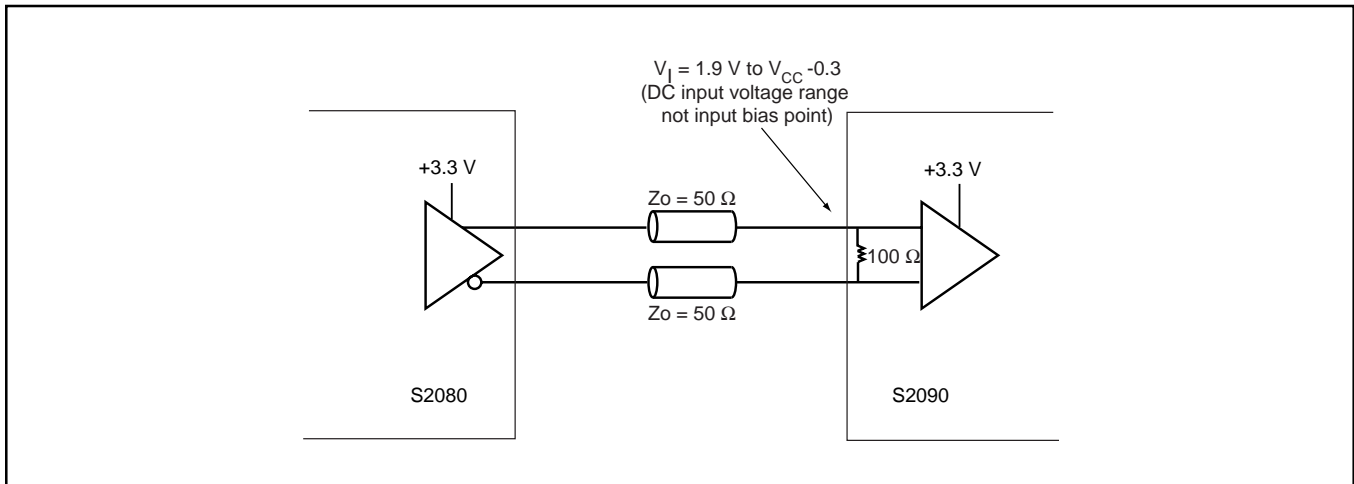 V_I = 1.9 V to V_CC -0.3
(DC input voltage range
not input bias point)
+3.3 V
+3.3 V
Zo = 50 Ω
100 Ω
Zo = 50 Ω
S2080
S2090